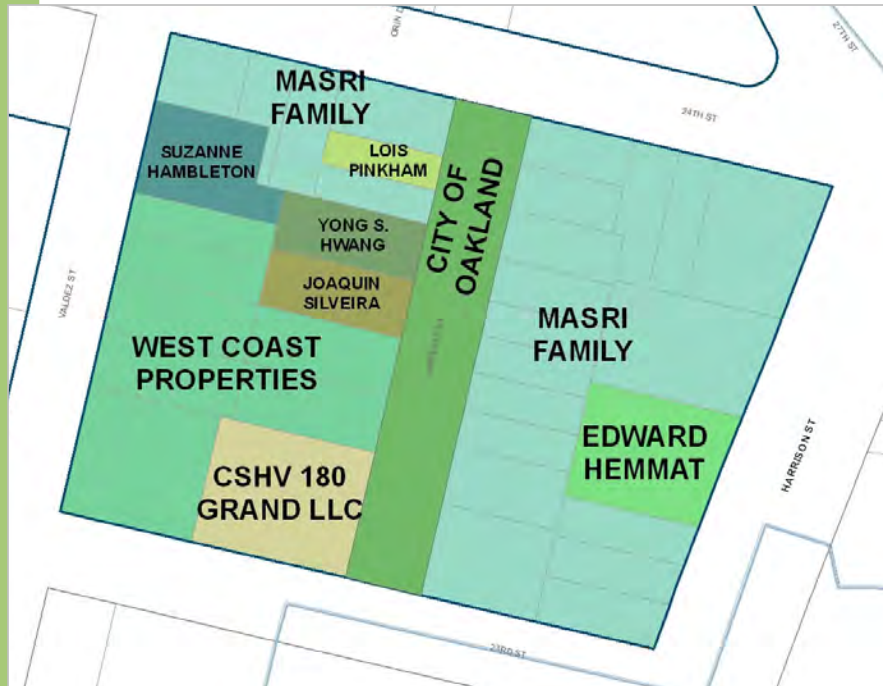 ORIN D
27TH ST
24TH ST
MASRI
FAMILY
SUZANNE
HAMBLETON
LOIS
PINKHAM
CITY OF
OAKLAND
YONG S.
HWANG
JOAQUIN
SILVEIRA
VALDEZ ST
WEST COAST
PROPERTIES
MASRI
FAMILY
EDWARD
HEMMAT
HARRISON ST
CSHV 180
GRAND LLC
23RD ST